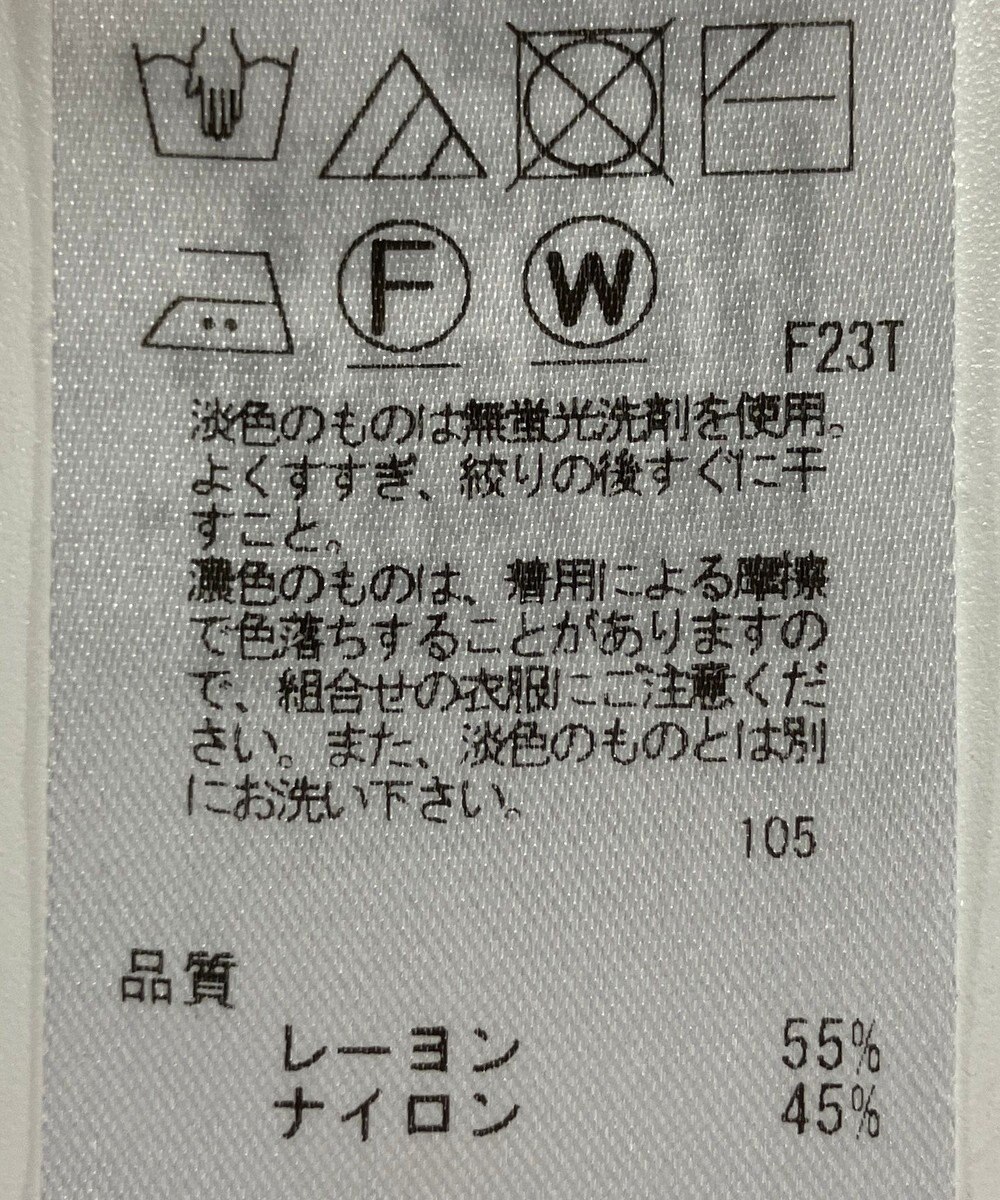 F
W
F23T
淡色のものは無蛍光洗剤を使用。
よくすすぎ、絞りの後すぐに干
すこと。
濃色のものは、着用による摩擦
で色落ちすることがありますの
で、組合せの衣服にご注意くだ
さい。また、淡色のものとは別
にお洗い下さい。
105
品質
レーヨン 55%
ナイロン 45%